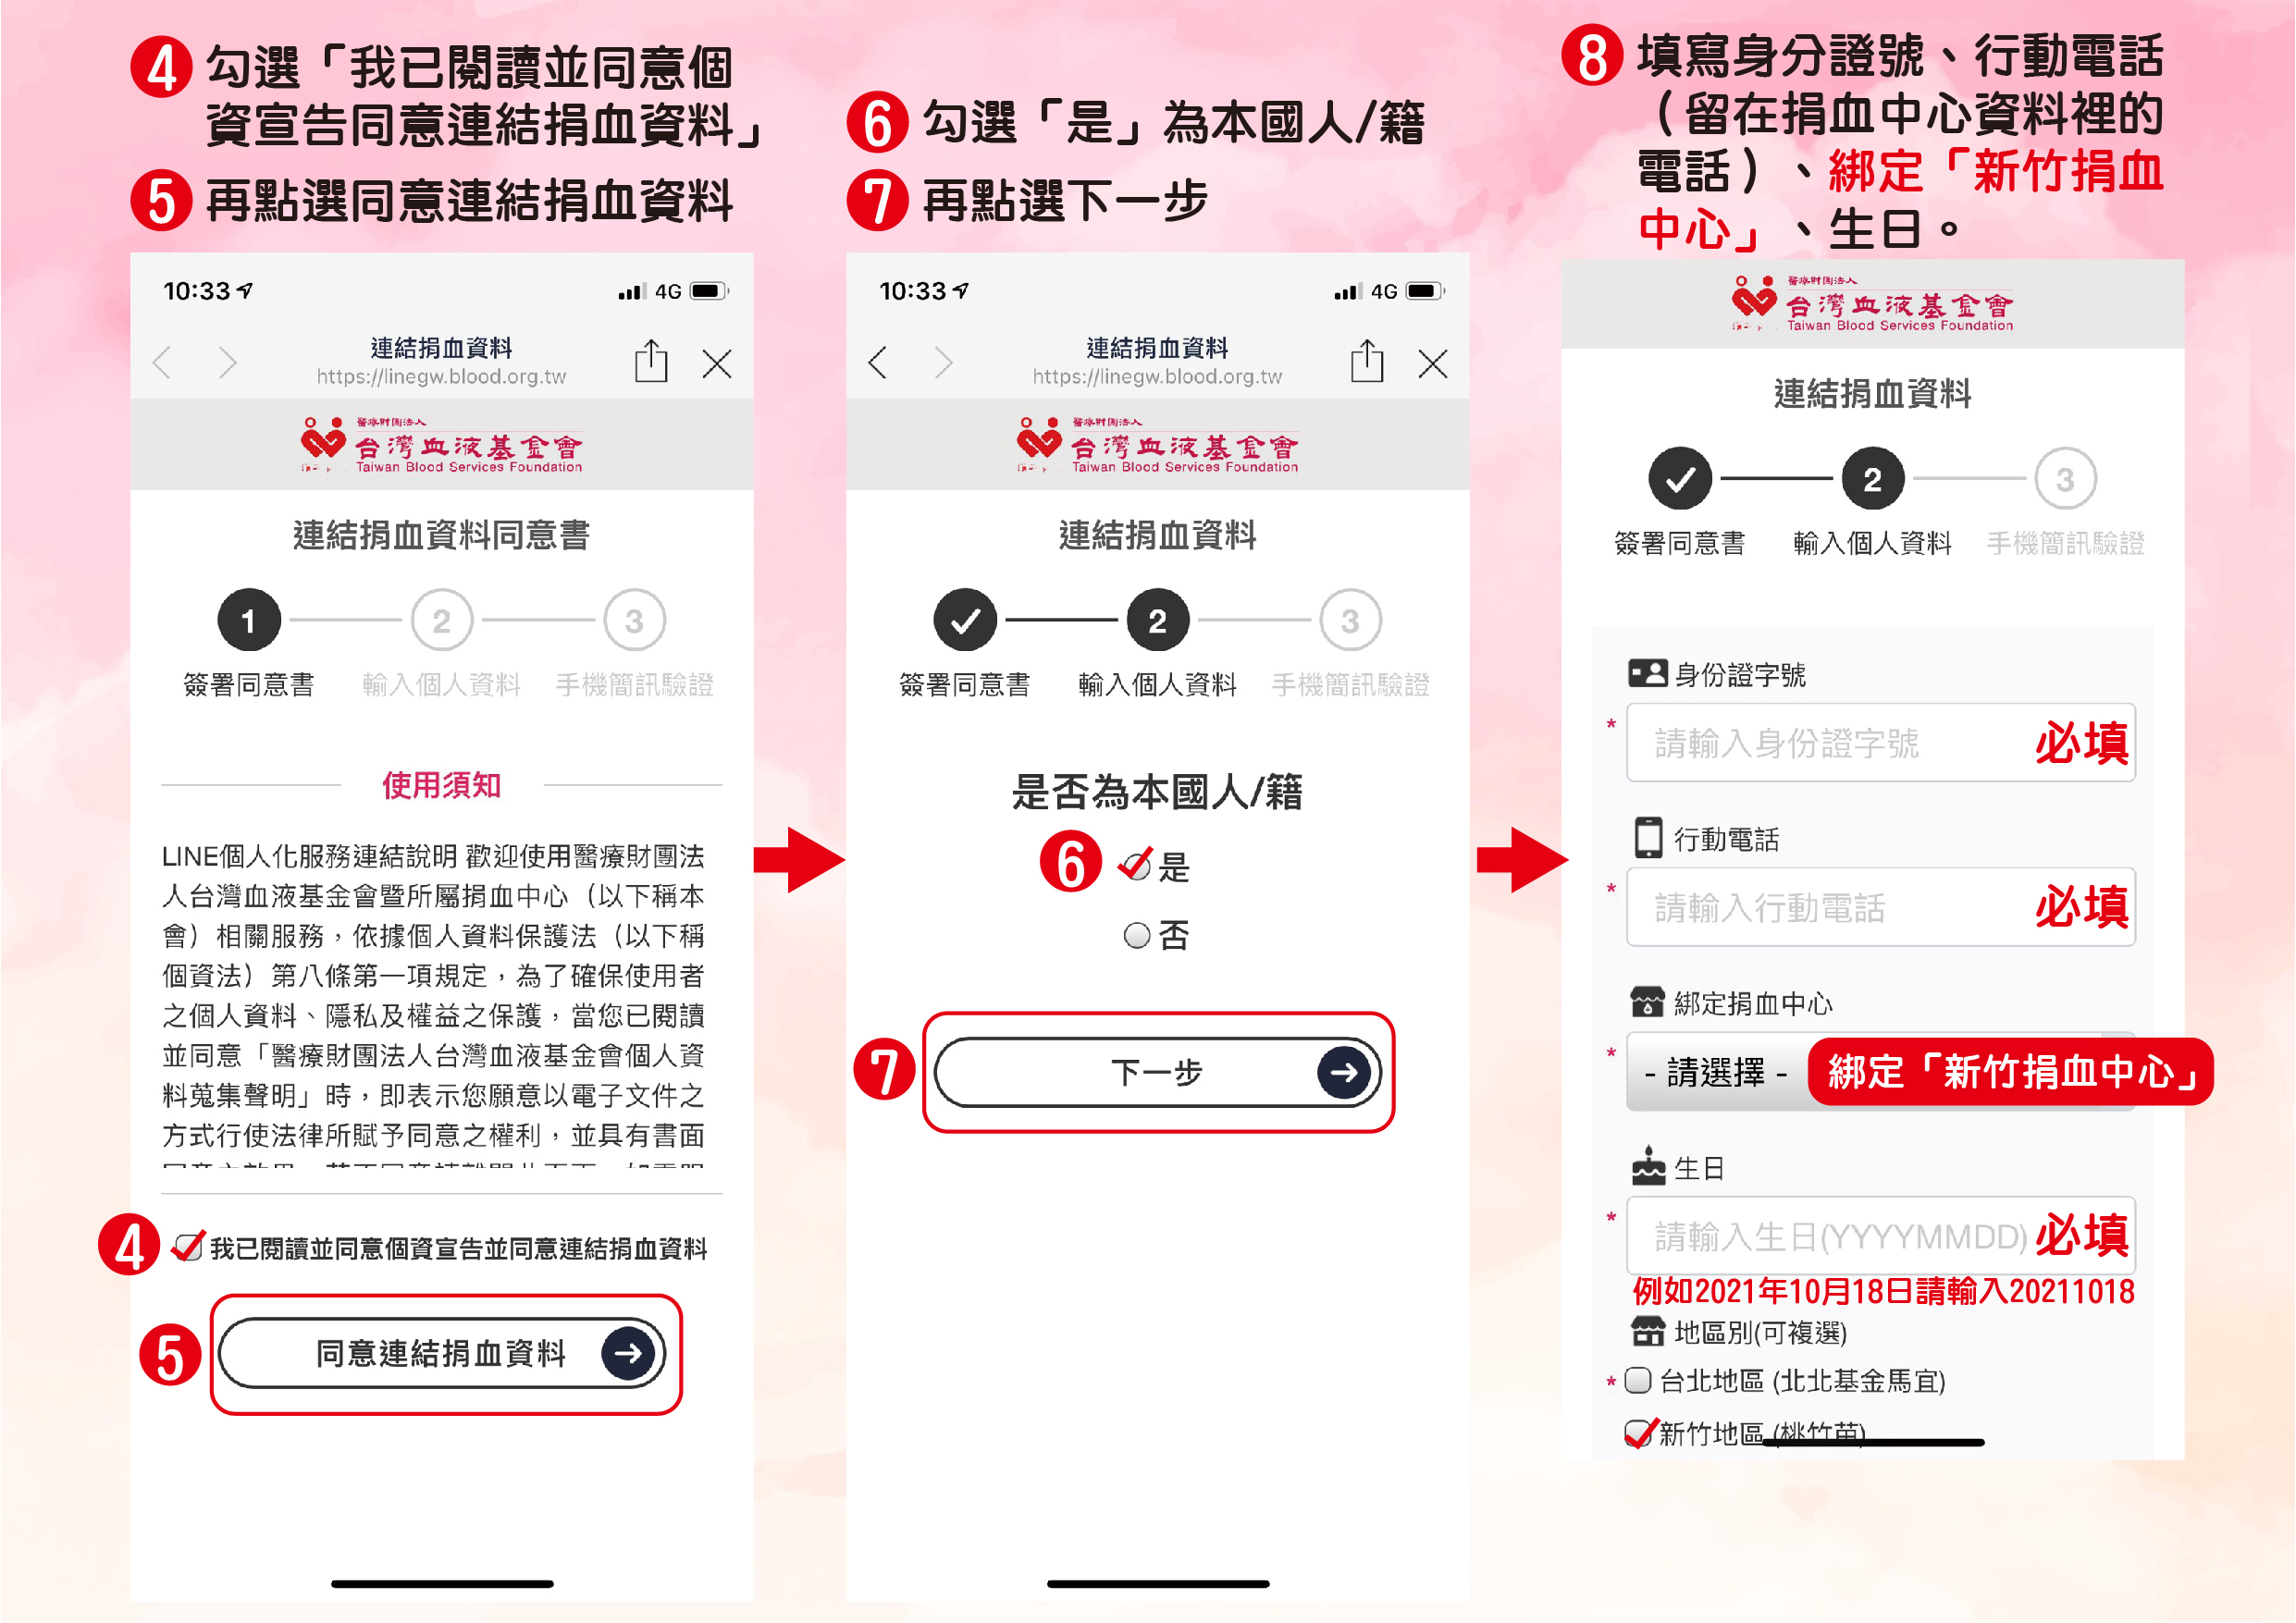 4 勾選「我已閱讀並同意個
資宣告同意連結捐血資料」
5 再點選同意連結捐血資料
10:33
4G
連結捐血資料
https://linegw.blood.org.tw
醫療財團法人
台灣血液基金會
Taiwan Blood Services Foundation
連結捐血資料同意書
1 2 3
簽署同意書 輸入個人資料 手機簡訊驗證
使用須知
LINE個人化服務連結說明 歡迎使用醫療財團法
人台灣血液基金會暨所屬捐血中心（以下稱本
會）相關服務，依據個人資料保護法（以下稱
個資法）第八條第一項規定，為了確保使用者
之個人資料、隱私及權益之保護，當您已閱讀
並同意「醫療財團法人台灣血液基金會個人資
料蒐集聲明」時，即表示您願意以電子文件之
方式行使法律所賦予同意之權利，並具有書面
4 我已閱讀並同意個資宣告並同意連結捐血資料
5 同意連結捐血資料
6 勾選「是」為本國人/籍
7 再點選下一步
10:33
4G
連結捐血資料
https://linegw.blood.org.tw
醫療財團法人
台灣血液基金會
Taiwan Blood Services Foundation
連結捐血資料
2 3
簽署同意書 輸入個人資料 手機簡訊驗證
是否為本國人/籍
6 是
否
7 下一步
8 填寫身分證號、行動電話
（留在捐血中心資料裡的
電話）、綁定「新竹捐血
中心」、生日。
醫療財團法人
台灣血液基金會
Taiwan Blood Services Foundation
連結捐血資料
2 3
簽署同意書 輸入個人資料 手機簡訊驗證
身份證字號
* 請輸入身份證字號 必填
行動電話
* 請輸入行動電話 必填
綁定捐血中心
* - 請選擇 - 綁定「新竹捐血中心」
生日
* 請輸入生日(YYYYMMDD) 必填
例如2021年10月18日請輸入20211018
地區別(可複選)
* 台北地區 (北北基金馬宜)
新竹地區 (桃竹苗)